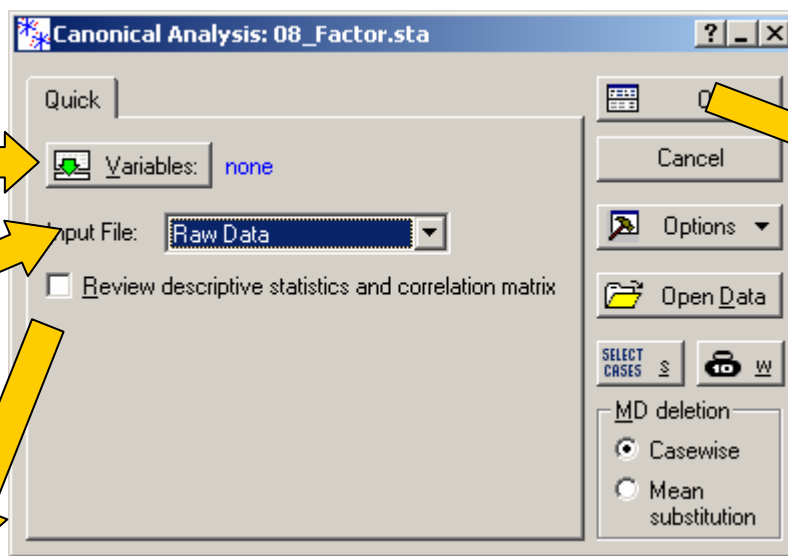 Canonical Analysis: 08_Factor.sta
Quick
Variables: none
Input File: Raw Data
Review descriptive statistics and correlation matrix
Cancel
Options
Open Data
SELECT CASES S
W
MD deletion
Casewise
Mean substitution